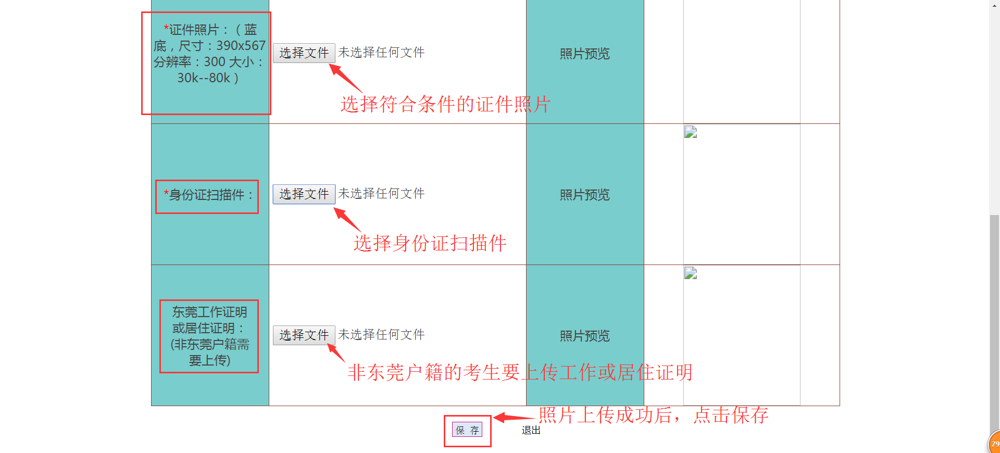 *证件照片：（蓝
底，尺寸：390x567
分辨率：300 大小：
30k--80k ）
选择文件 未选择任何文件
照片预览
选择符合条件的证件照片
*身份证扫描件：
选择文件 未选择任何文件
照片预览
选择身份证扫描件
东莞工作证明
或居住证明：
(非东莞户籍需
要上传)
选择文件 未选择任何文件
照片预览
非东莞户籍的考生要上传工作或居住证明
照片上传成功后，点击保存
保 存
退出
79